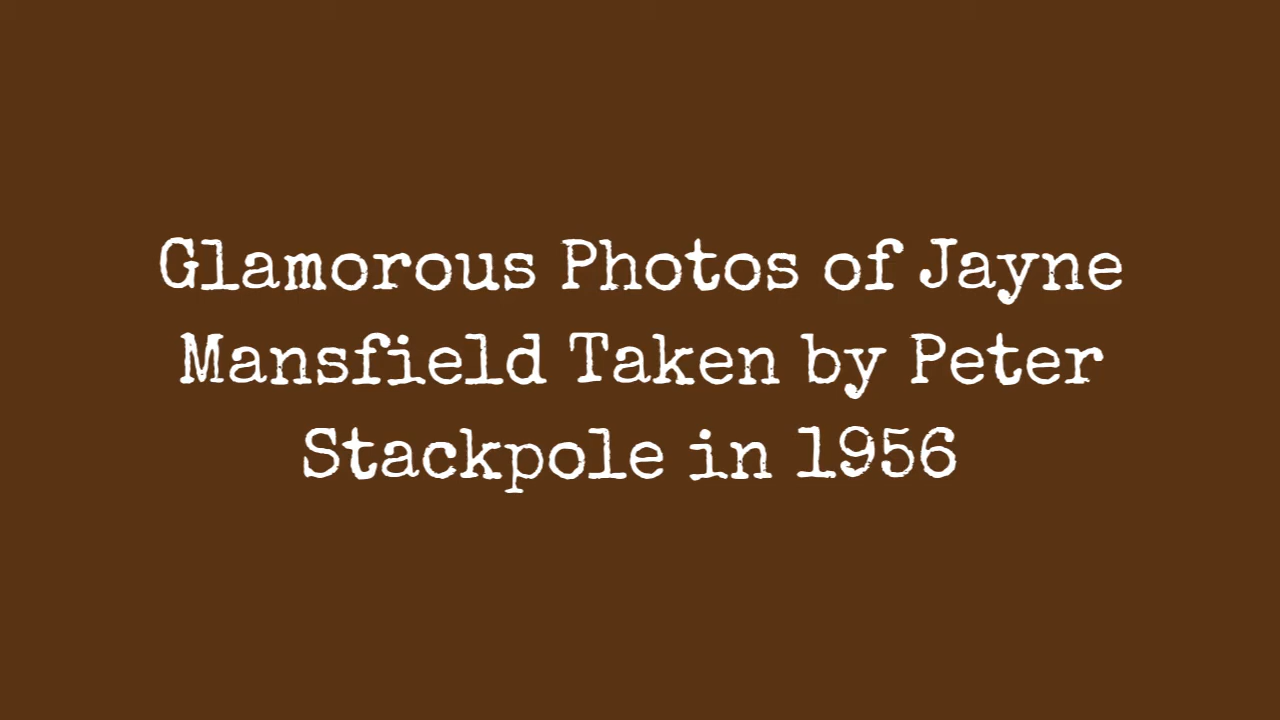 Glamorous Photos of Jayne
Mansfield Taken by Peter
Stackpole in 1956